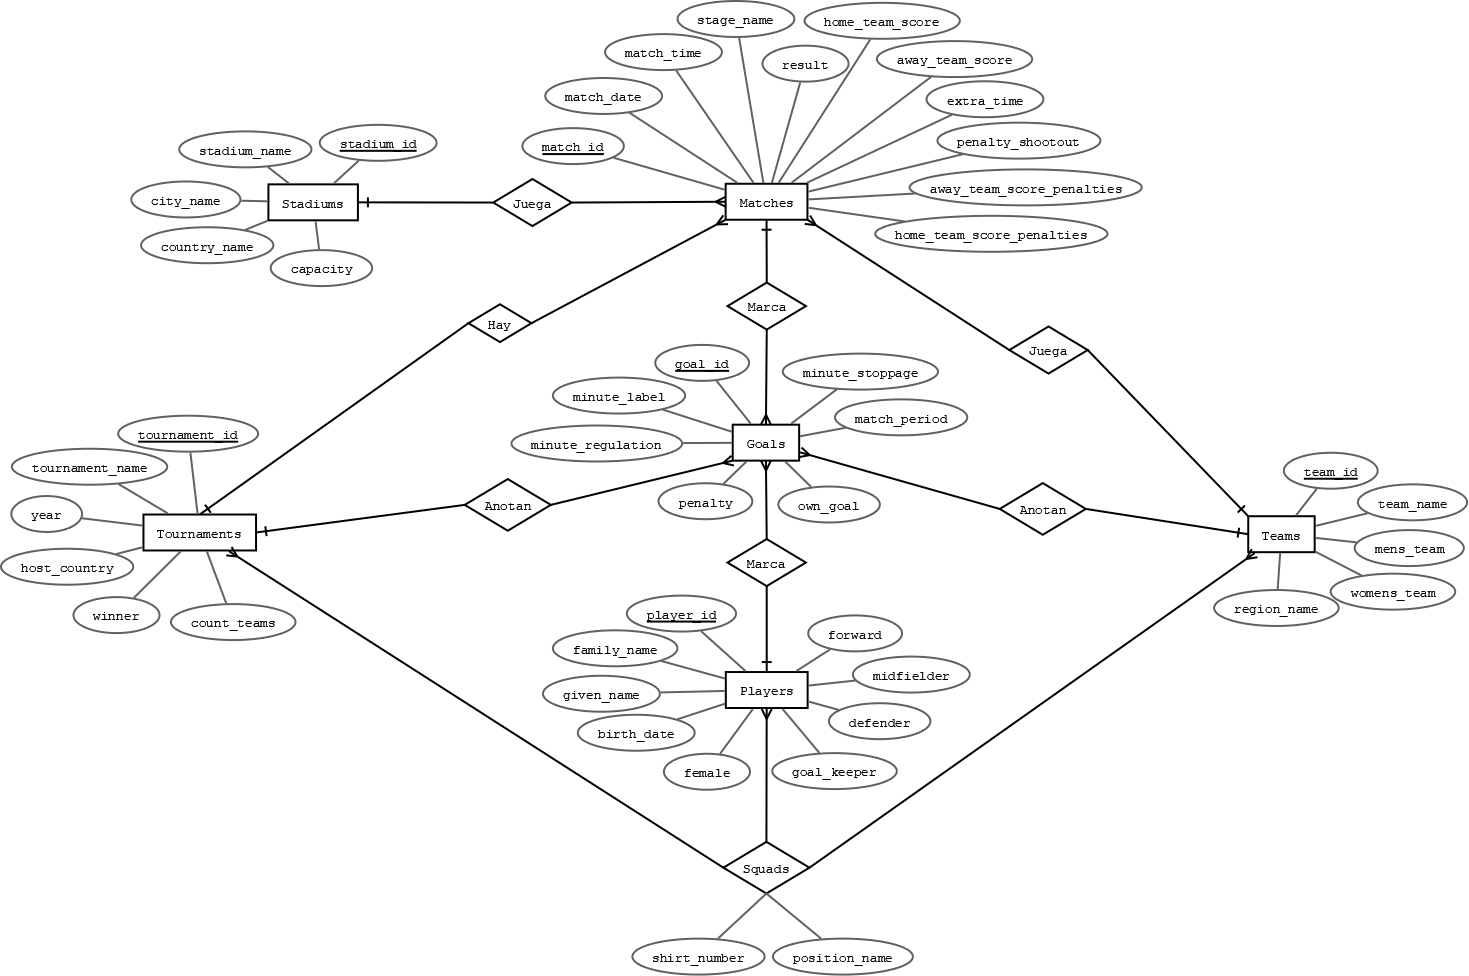 stage_name
home_team_score
match_time
result
away_team_score
match_date
extra_time
match_id
penalty_shootout
stadium_name
stadium_id
away_team_score_penalties
city_name
Stadiums
Juega
Matches
country_name
home_team_score_penalties
capacity
Marca
Hay
Juega
goal_id
minute_stoppage
minute_label
match_period
tournament_id
minute_regulation
Goals
tournament_name
team_id
penalty
own_goal
team_name
year
Anotan
Anotan
Tournaments
Teams
mens_team
host_country
Marca
womens_team
winner
count_teams
region_name
player_id
forward
family_name
midfielder
given_name
Players
defender
birth_date
female
goal_keeper
Squads
shirt_number
position_name